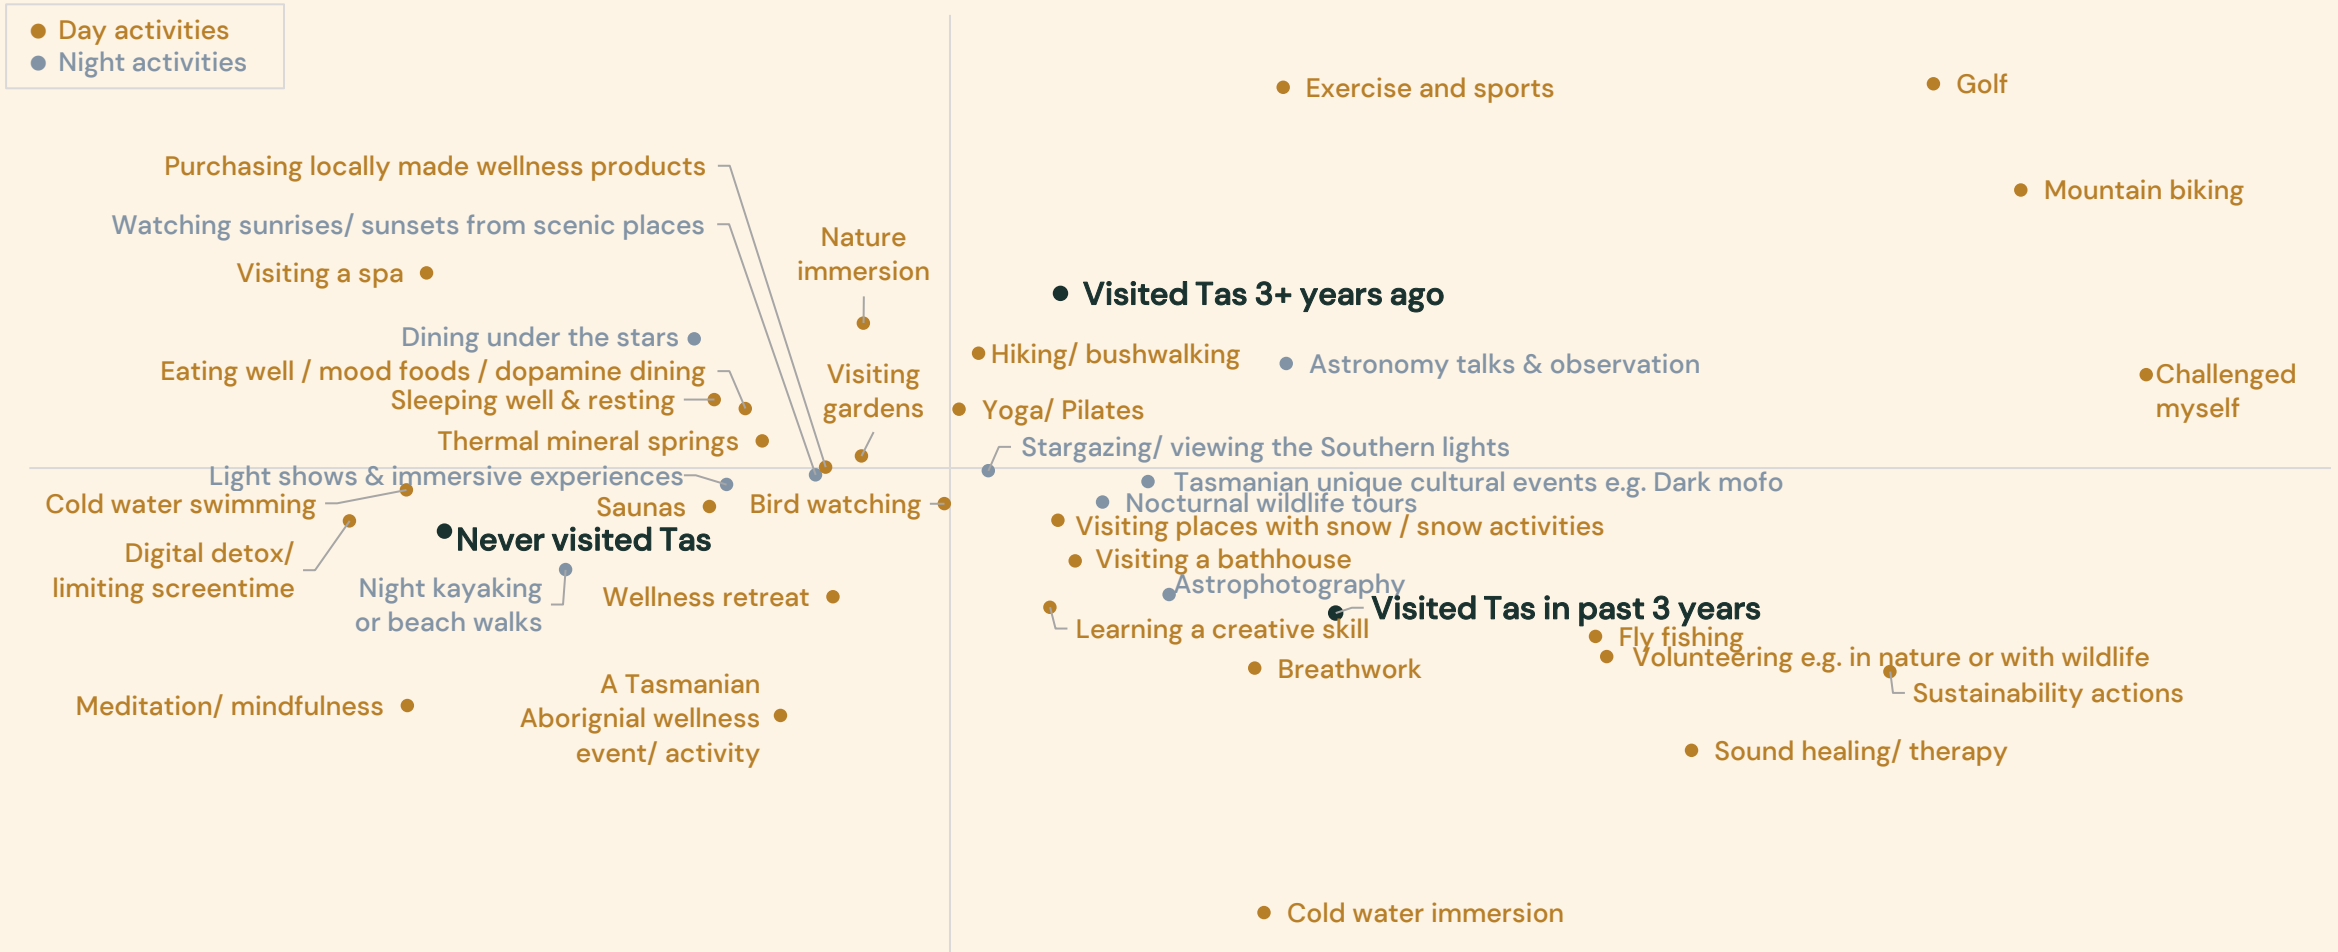 Day activities
Night activities
Exercise and sports
Golf
Purchasing locally made wellness products
Mountain biking
Watching sunrises/ sunsets from scenic places
Nature
immersion
Visiting a spa
Visited Tas 3+ years ago
Dining under the stars
Hiking/ bushwalking
Astronomy talks & observation
Eating well / mood foods / dopamine dining
Visiting
gardens
Challenged
myself
Sleeping well & resting
Yoga/ Pilates
Thermal mineral springs
Stargazing/ viewing the Southern lights
Light shows & immersive experiences
Tasmanian unique cultural events e.g. Dark mofo
Cold water swimming
Saunas
Bird watching
Nocturnal wildlife tours
Visiting places with snow / snow activities
Never visited Tas
Digital detox/
limiting screentime
Visiting a bathhouse
Night kayaking
or beach walks
Wellness retreat
Astrophotography
Visited Tas in past 3 years
Learning a creative skill
Fly fishing
Volunteering e.g. in nature or with wildlife
Breathwork
Sustainability actions
Meditation/ mindfulness
A Tasmanian
Aborignial wellness
event/ activity
Sound healing/ therapy
Cold water immersion